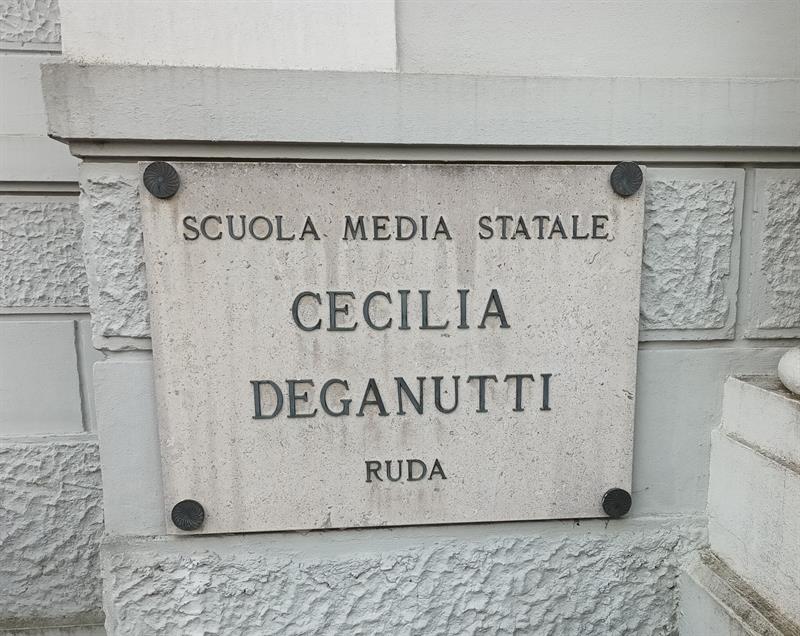 SCUOLA MEDIA STATALE
CECILIA
DEGANUTTI
RUDA